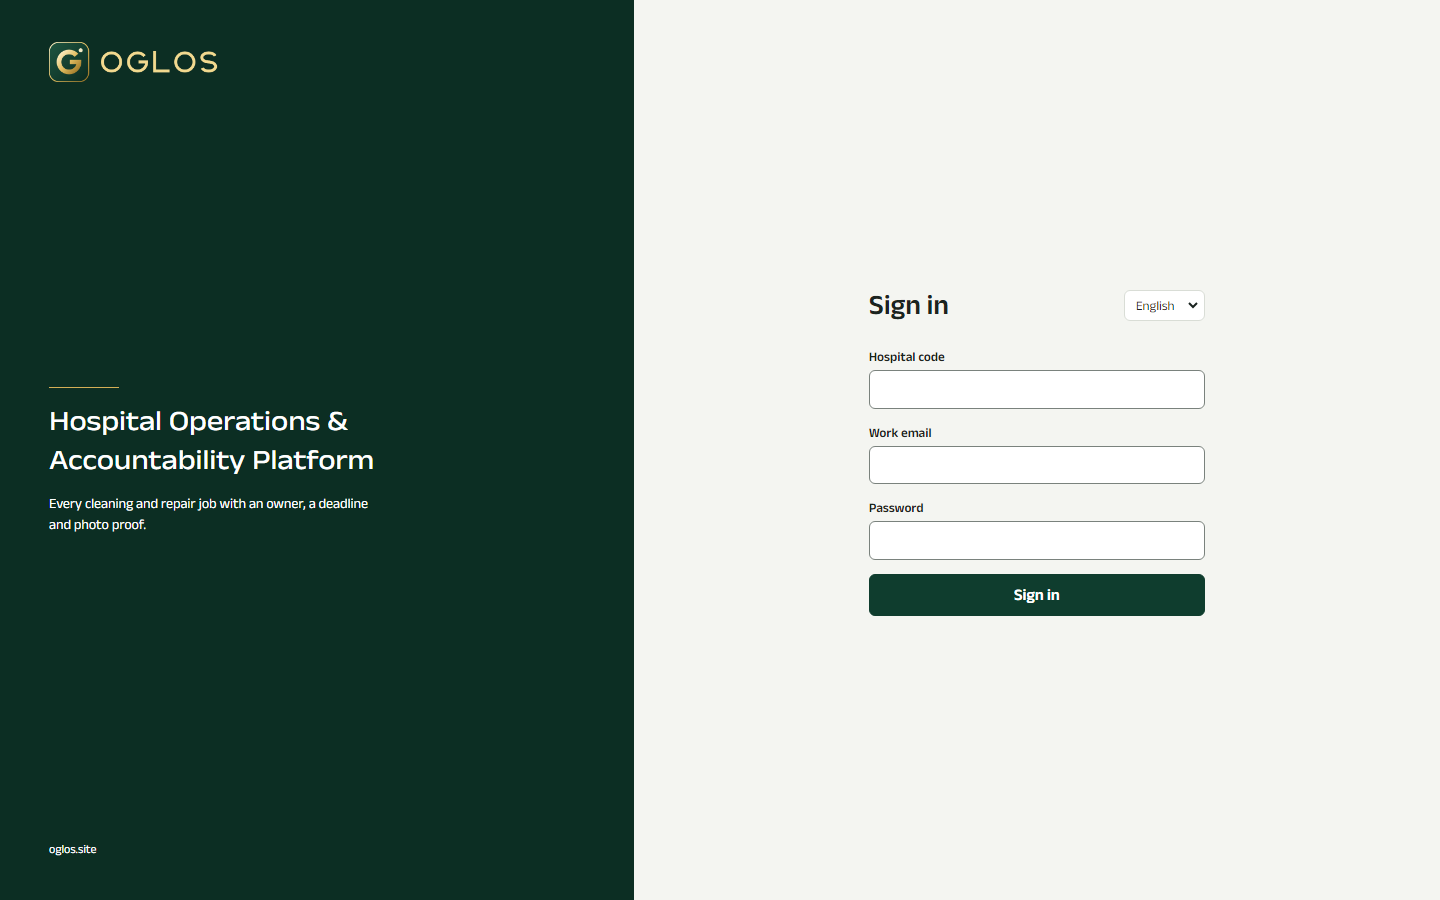 OGLOS
Hospital Operations &
Accountability Platform
Every cleaning and repair job with an owner, a deadline
and photo proof.
oglos.site
Sign in
English
Hospital code
Work email
Password
Sign in